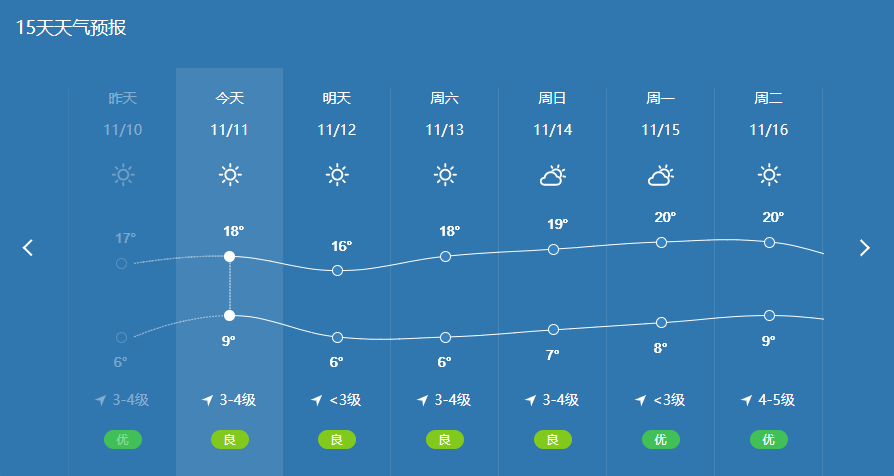 15天天气预报
昨天 今天 明天 周六 周日 周一 周二
11/10 11/11 11/12 11/13 11/14 11/15 11/16
17° 18° 16° 18° 19° 20° 20°
6° 9° 6° 6° 7° 8° 9°
3-4级 3-4级 <3级 3-4级 3-4级 <3级 4-5级
优 良 良 良 良 优 优